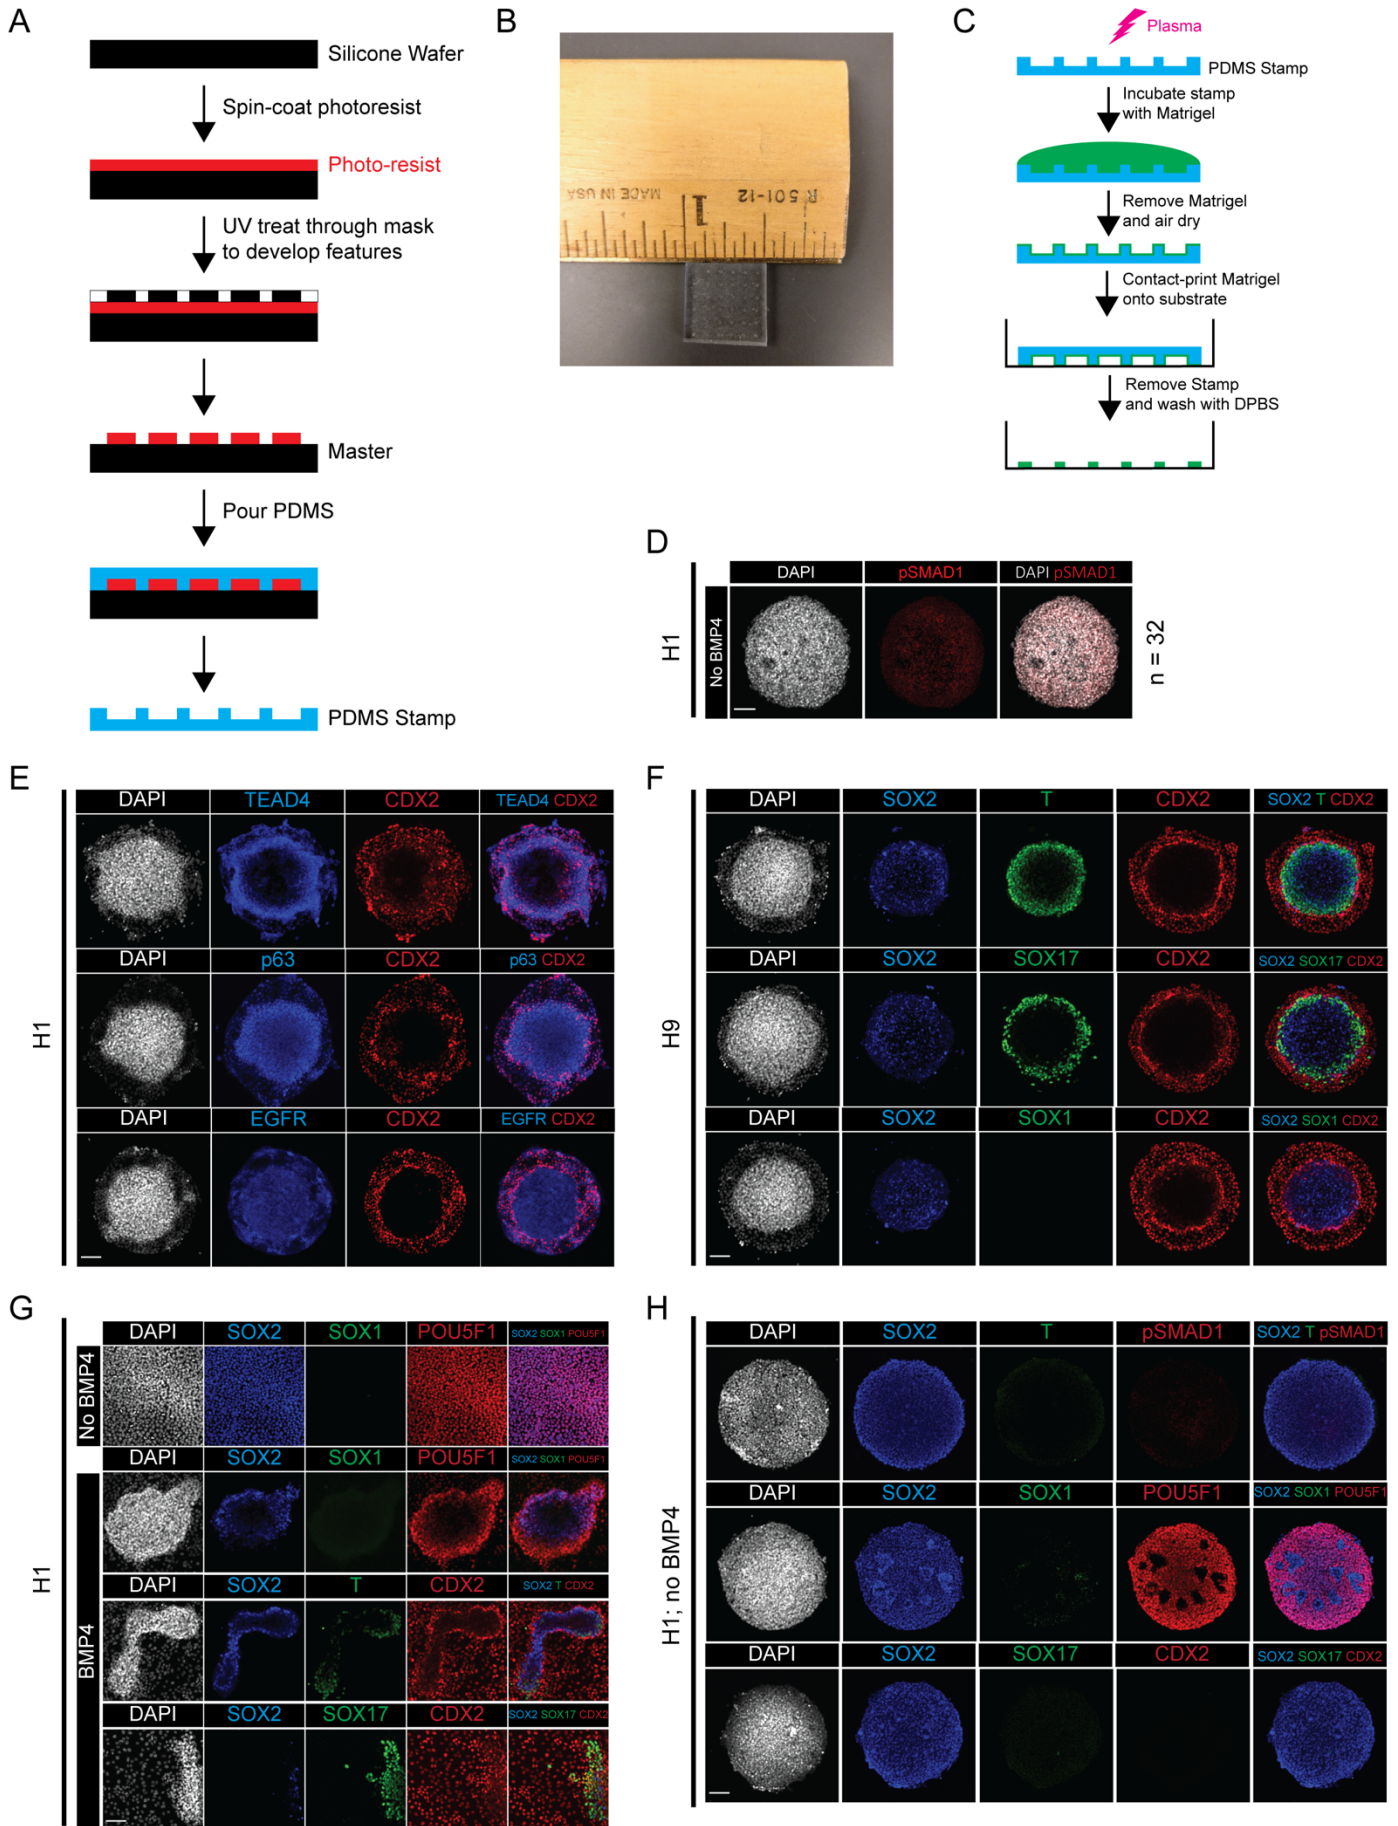 A
Silicone Wafer
Spin-coat photoresist
Photo-resist
UV treat through mask
to develop features
Master
Pour PDMS
PDMS Stamp
B
MADE IN USA
1
R 501-12
C
Plasma
PDMS Stamp
Incubate stamp
with Matrigel
Remove Matrigel
and air dry
Contact-print Matrigel
onto substrate
Remove Stamp
and wash with DPBS
D
DAPI pSMAD1 DAPI pSMAD1
H1
No BMP4
n = 32
E
H1
DAPI TEAD4 CDX2 TEAD4 CDX2
DAPI p63 CDX2 p63 CDX2
DAPI EGFR CDX2 EGFR CDX2
F
H9
DAPI SOX2 T CDX2 SOX2 T CDX2
DAPI SOX2 SOX17 CDX2 SOX2 SOX17 CDX2
DAPI SOX2 SOX1 CDX2 SOX2 SOX1 CDX2
G
H1
No BMP4
DAPI SOX2 SOX1 POU5F1 SOX2 SOX1 POU5F1
BMP4
DAPI SOX2 SOX1 POU5F1 SOX2 SOX1 POU5F1
DAPI SOX2 T CDX2 SOX2 T CDX2
DAPI SOX2 SOX17 CDX2 SOX2 SOX17 CDX2
H
H1; no BMP4
DAPI SOX2 T pSMAD1 SOX2 T pSMAD1
DAPI SOX2 SOX1 POU5F1 SOX2 SOX1 POU5F1
DAPI SOX2 SOX17 CDX2 SOX2 SOX17 CDX2